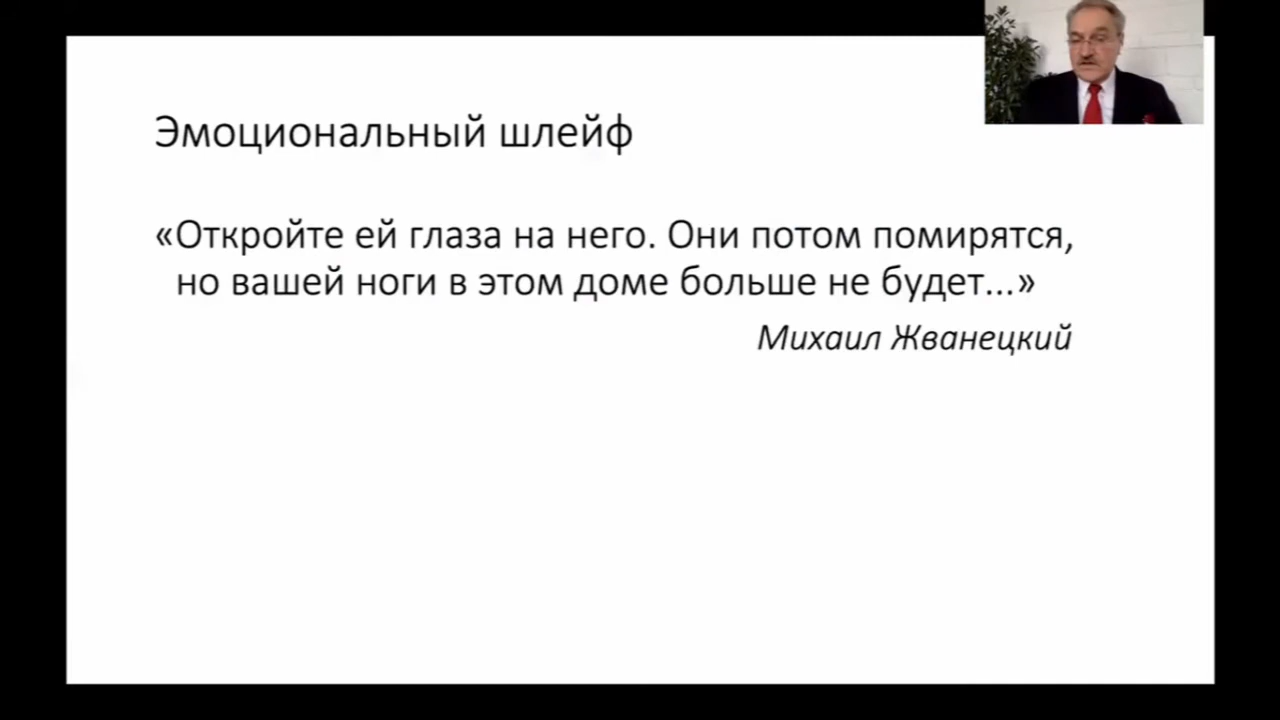 Эмоциональный шлейф
«Откройте ей глаза на него. Они потом помирятся,
но вашей ноги в этом доме больше не будет...»
Михаил Жванецкий